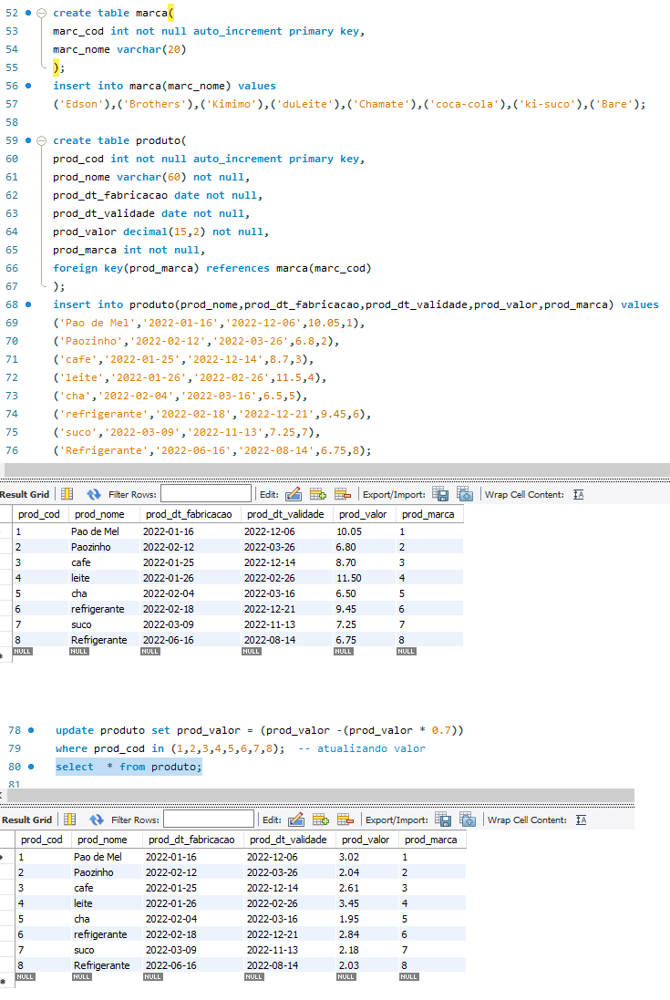 52 create table marca(
53 marc_cod int not null auto_increment primary key,
54 marc_nome varchar(20)
55 );
56 insert into marca(marc_nome) values
57 ('Edson'),('Brothers'),('Kimimo'),('duLeite'),('Chamate'),('coca-cola'),('ki-suco'),('Bare');
58
59 create table produto(
60 prod_cod int not null auto_increment primary key,
61 prod_nome varchar(60) not null,
62 prod_dt_fabricacao date not null,
63 prod_dt_validade date not null,
64 prod_valor decimal(15,2) not null,
65 prod_marca int not null,
66 foreign key(prod_marca) references marca(marc_cod)
67 );
68 insert into produto(prod_nome,prod_dt_fabricacao,prod_dt_validade,prod_valor,prod_marca) values
69 ('Pao de Mel','2022-01-16','2022-12-06',10.05,1),
70 ('Paozinho','2022-02-12','2022-03-26',6.8,2),
71 ('cafe','2022-01-25','2022-12-14',8.7,3),
72 ('leite','2022-01-26','2022-02-26',11.5,4),
73 ('cha','2022-02-04','2022-03-16',6.5,5),
74 ('refrigerante','2022-02-18','2022-12-21',9.45,6),
75 ('suco','2022-03-09','2022-11-13',7.25,7),
76 ('Refrigerante','2022-06-16','2022-08-14',6.75,8);
Result Grid Filter Rows: Edit: Export/Import: Wrap Cell Content: IA
prod_cod prod_nome prod_dt_fabricacao prod_dt_validade prod_valor prod_marca
1 Pao de Mel 2022-01-16 2022-12-06 10.05 1
2 Paozinho 2022-02-12 2022-03-26 6.80 2
3 cafe 2022-01-25 2022-12-14 8.70 3
4 leite 2022-01-26 2022-02-26 11.50 4
5 cha 2022-02-04 2022-03-16 6.50 5
6 refrigerante 2022-02-18 2022-12-21 9.45 6
7 suco 2022-03-09 2022-11-13 7.25 7
8 Refrigerante 2022-06-16 2022-08-14 6.75 8
NULL NULL NULL NULL NULL NULL
78 update produto set prod_valor = (prod_valor -(prod_valor * 0.7))
79 where prod_cod in (1,2,3,4,5,6,7,8); -- atualizando valor
80 select * from produto;
81
Result Grid Filter Rows: Edit: Export/Import: Wrap Cell Content: IA
prod_cod prod_nome prod_dt_fabricacao prod_dt_validade prod_valor prod_marca
1 Pao de Mel 2022-01-16 2022-12-06 3.02 1
2 Paozinho 2022-02-12 2022-03-26 2.04 2
3 cafe 2022-01-25 2022-12-14 2.61 3
4 leite 2022-01-26 2022-02-26 3.45 4
5 cha 2022-02-04 2022-03-16 1.95 5
6 refrigerante 2022-02-18 2022-12-21 2.84 6
7 suco 2022-03-09 2022-11-13 2.18 7
8 Refrigerante 2022-06-16 2022-08-14 2.03 8
NULL NULL NULL NULL NULL NULL